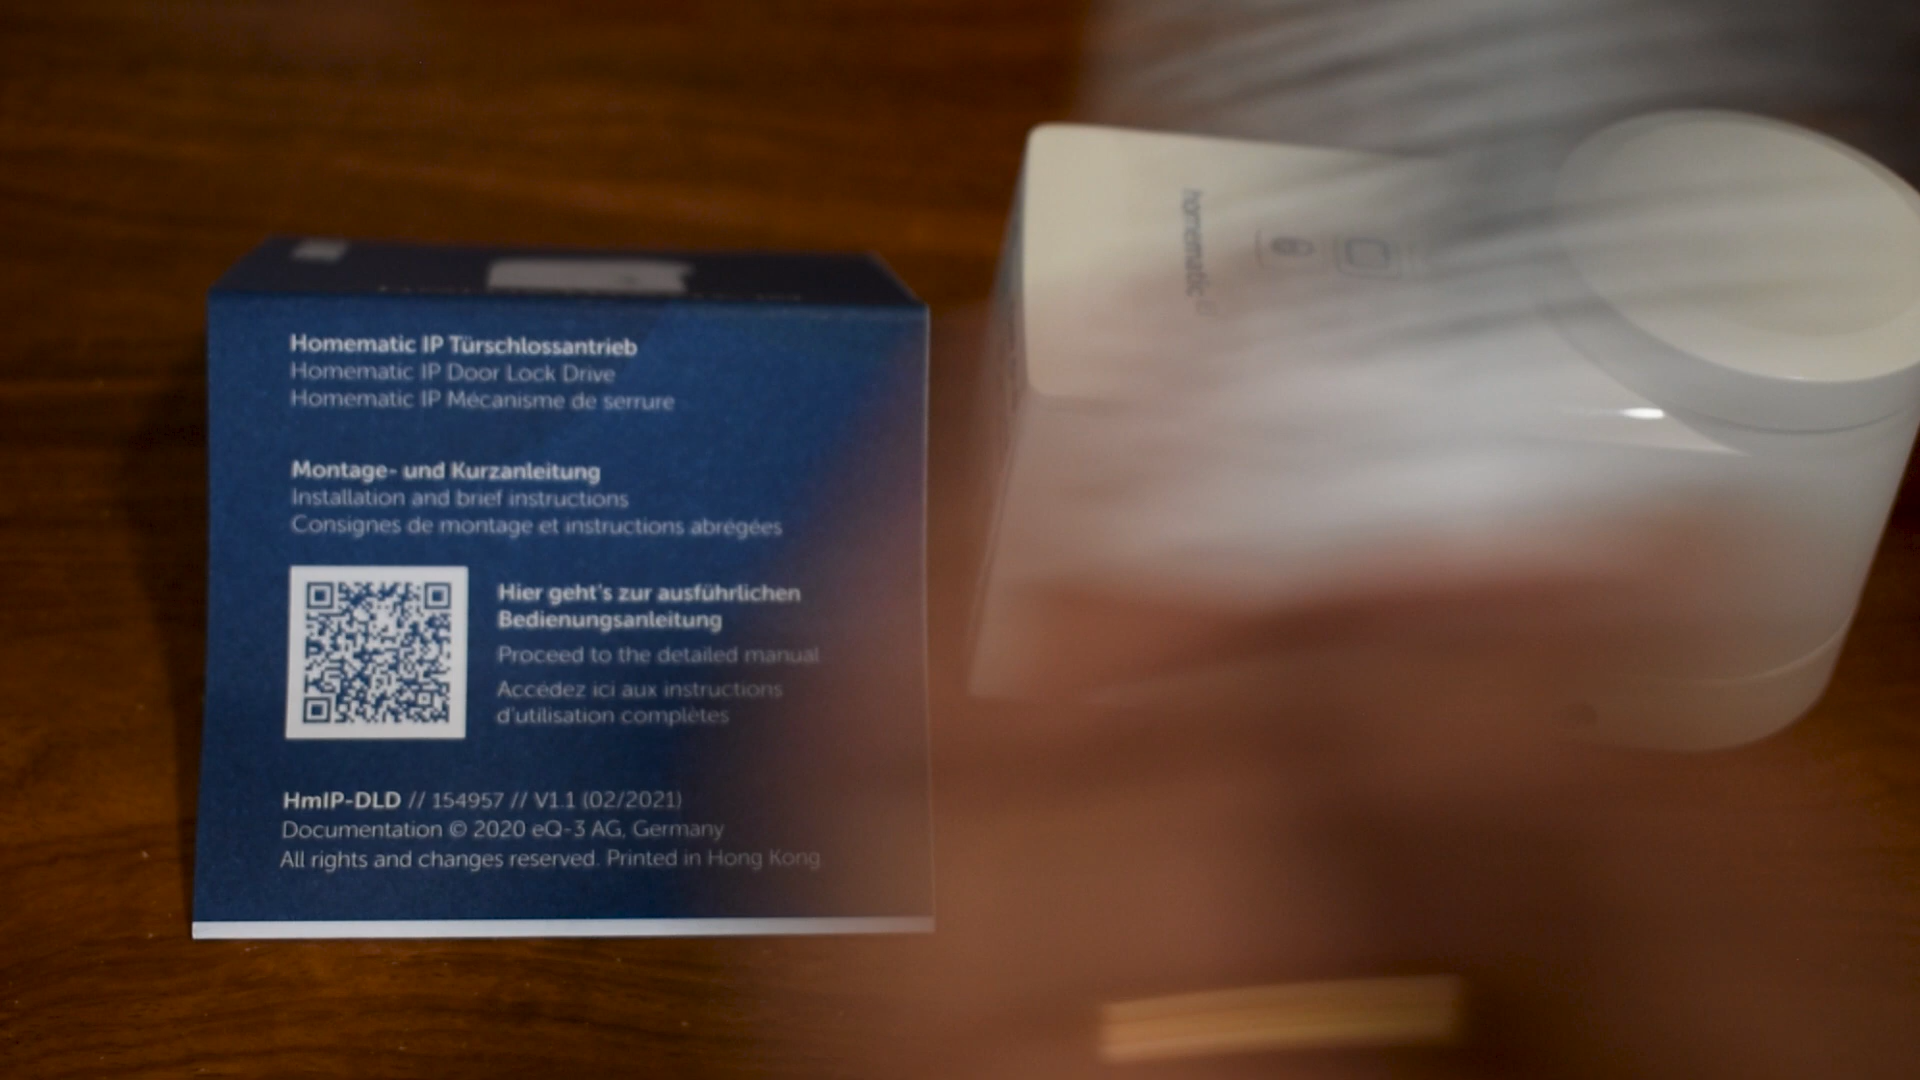 Homematic IP Türschlossantrieb
Homematic IP Door Lock Drive
Homematic IP Mécanisme de serrure
Montage- und Kurzanleitung
Installation and brief instructions
Consignes de montage et instructions abrégées
Hier geht's zur ausführlichen
Bedienungsanleitung
Proceed to the detailed manual
Accédez ici aux instructions
d'utilisation complètes
HmIP-DLD // 154957 // V1.1 (02/2021)
Documentation © 2020 eQ-3 AG, Germany
All rights and changes reserved. Printed in Hong Kong
homematic